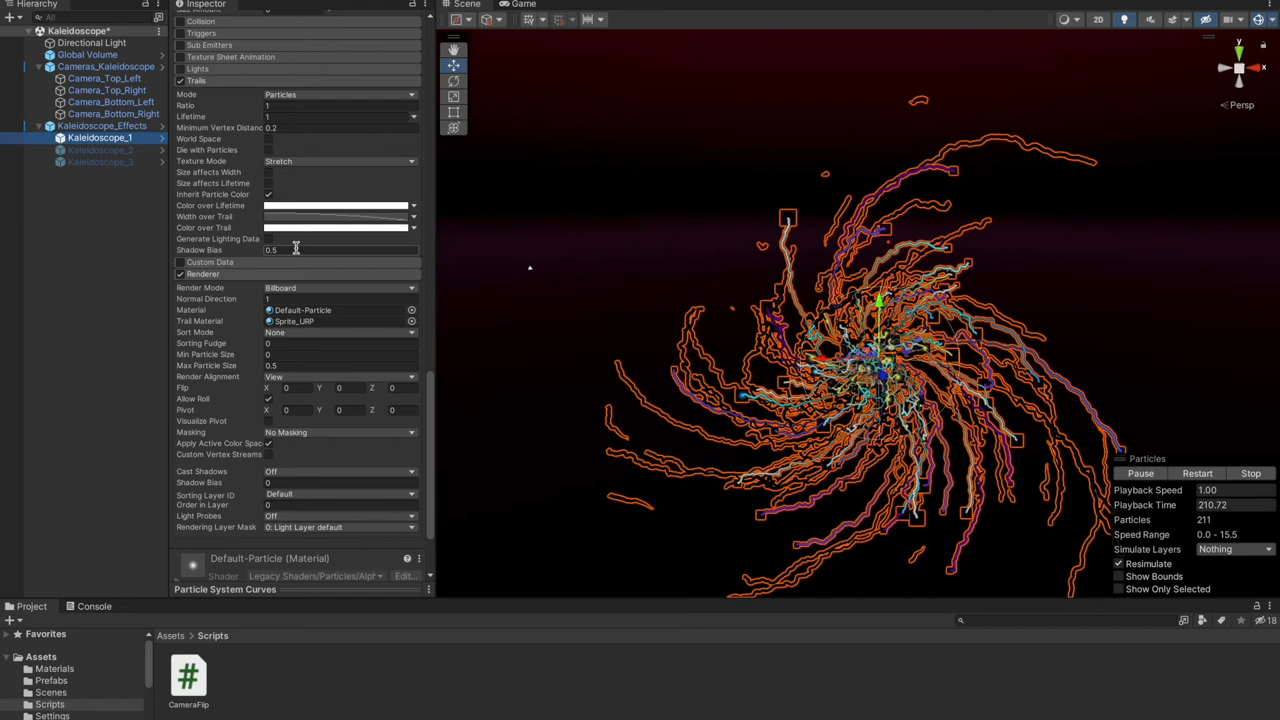 Hierarchy
All
Kaleidoscope*
Directional Light
Global Volume
Cameras_Kaleidoscope
Camera_Top_Left
Camera_Top_Right
Camera_Bottom_Left
Camera_Bottom_Right
Kaleidoscope_Effects
Kaleidoscope_1
Kaleidoscope_2
Kaleidoscope_3
Inspector
Collision
Triggers
Sub Emitters
Texture Sheet Animation
Lights
Trails
Mode Particles
Ratio 1
Lifetime 1
Minimum Vertex Distanc 0.2
World Space
Die with Particles
Texture Mode Stretch
Size affects Width
Size affects Lifetime
Inherit Particle Color
Color over Lifetime
Width over Trail
Color over Trail
Generate Lighting Data
Shadow Bias 0.5
Custom Data
Renderer
Render Mode Billboard
Normal Direction 1
Material Default-Particle
Trail Material Sprite_URP
Sort Mode None
Sorting Fudge 0
Min Particle Size 0
Max Particle Size 0.5
Render Alignment View
Flip X 0 Y 0 Z 0
Allow Roll
Pivot X 0 Y 0 Z 0
Visualize Pivot
Masking No Masking
Apply Active Color Spac
Custom Vertex Streams
Cast Shadows Off
Shadow Bias 0
Sorting Layer ID Default
Order in Layer 0
Light Probes Off
Rendering Layer Mask 0: Light Layer default
Default-Particle (Material)
Shader Legacy Shaders/Particles/Alph Edit...
Particle System Curves
Scene Game
2D
y
x
Persp
Particles
Pause Restart Stop
Playback Speed 1.00
Playback Time 210.72
Particles 211
Speed Range 0.0 - 15.5
Simulate Layers Nothing
Resimulate
Show Bounds
Show Only Selected
Project Console
18
Favorites
Assets
Materials
Prefabs
Scenes
Scripts
Settings
Assets > Scripts
#
CameraFlip